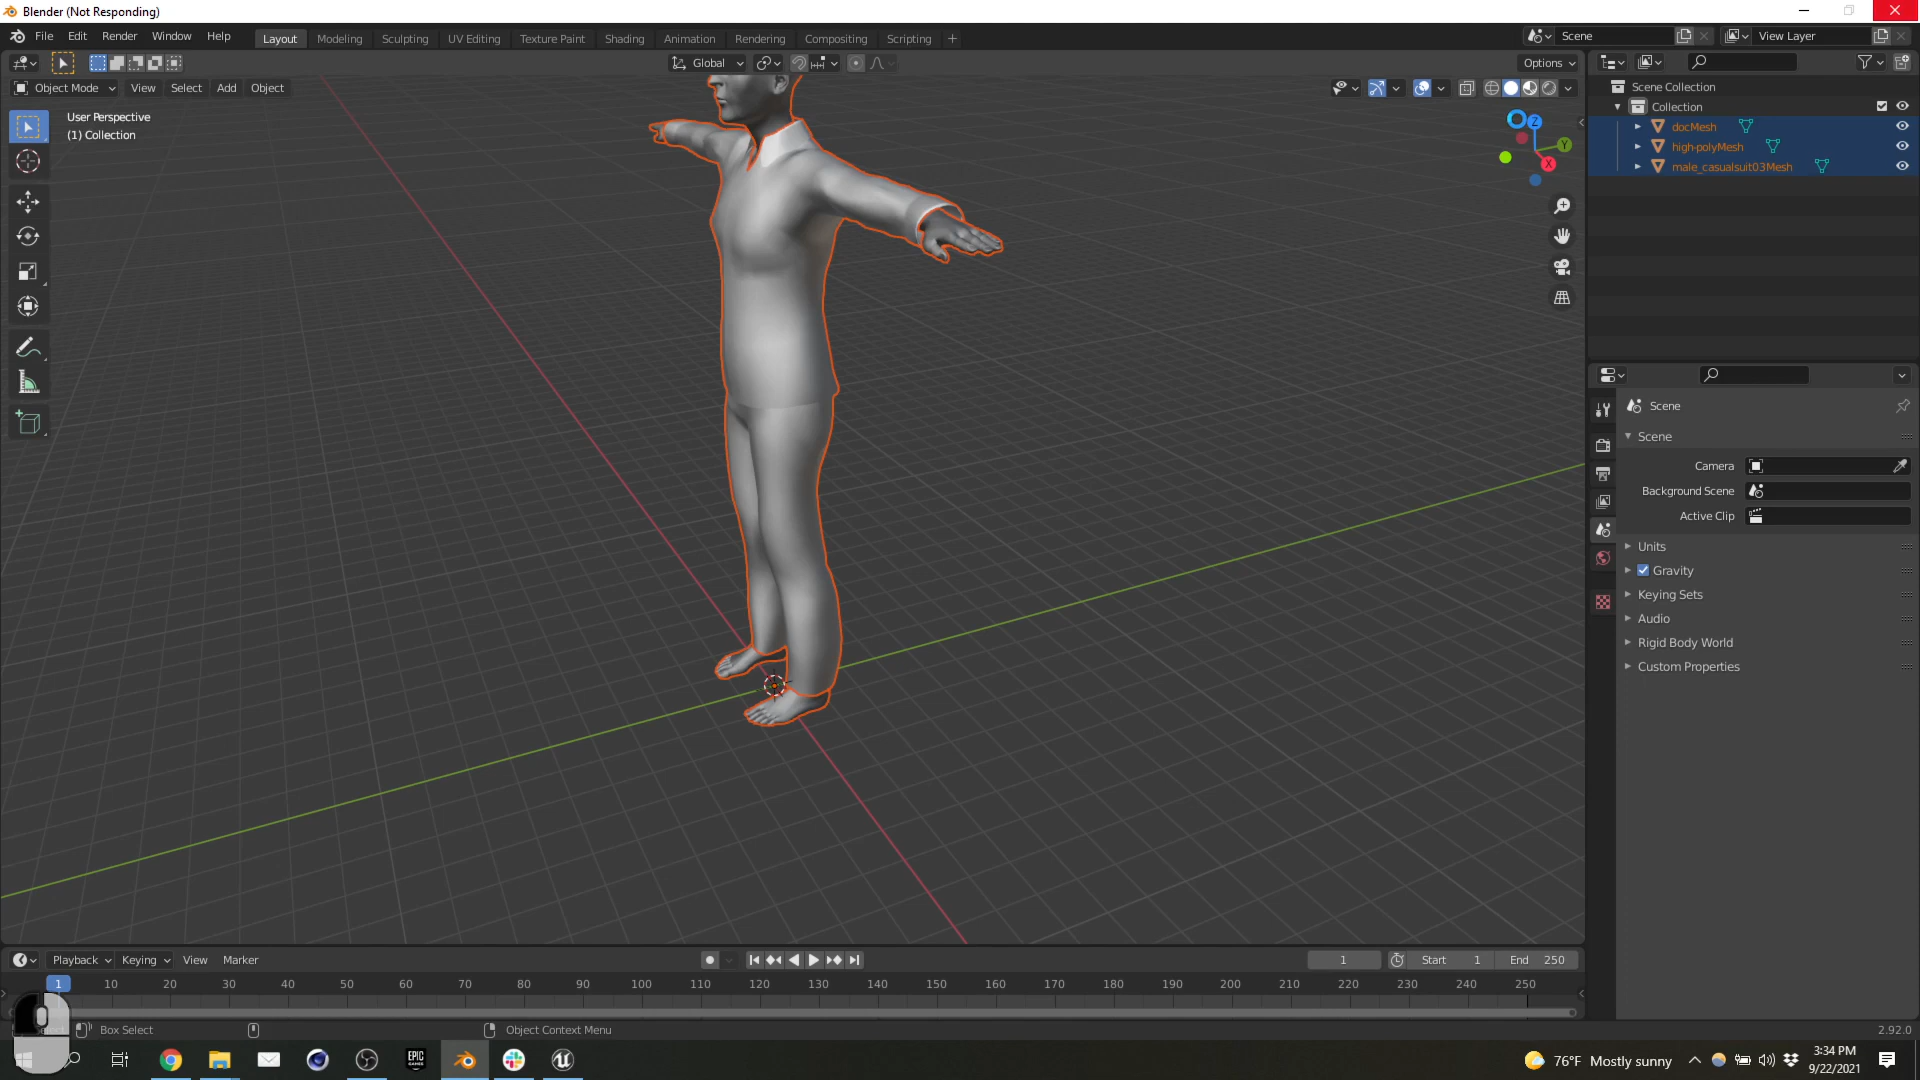 Blender (Not Responding)
File Edit Render Window Help Layout Modeling Sculpting UV Editing Texture Paint Shading Animation Rendering Compositing Scripting + Scene View Layer
Global Options
Object Mode View Select Add Object
User Perspective
(1) Collection
Z
Y
X
Scene Collection
Collection
docMesh
high-polyMesh
male_casualsuit03Mesh
Scene
Scene
Camera
Background Scene
Active Clip
Units
Gravity
Keying Sets
Audio
Rigid Body World
Custom Properties
Playback Keying View Marker 1 Start 1 End 250
1 10 20 30 40 50 60 70 80 90 100 110 120 130 140 150 160 170 180 190 200 210 220 230 240 250
Box Select Object Context Menu 2.92.0
EPIC
GAMES
76°F Mostly sunny
3:34 PM
9/22/2021